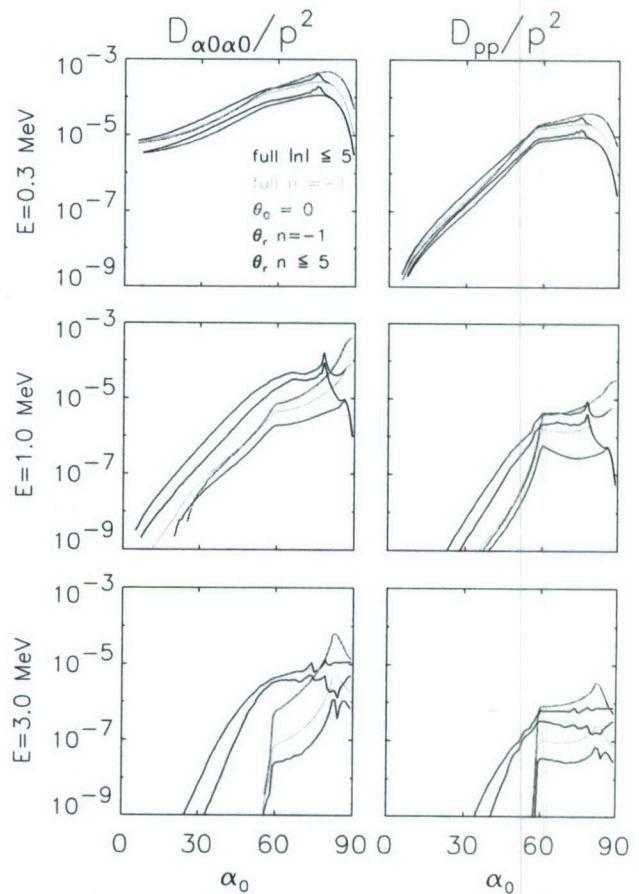 Dα0α0/p² Dpp/p²
10⁻³
10⁻⁵
10⁻⁷
10⁻⁹
E=0.3 MeV
full |n| ≦ 5
full n = −1
θ₀ = 0
θᵣ n=−1
θᵣ n ≦ 5
10⁻³
10⁻⁵
10⁻⁷
10⁻⁹
E=1.0 MeV
10⁻³
10⁻⁵
10⁻⁷
10⁻⁹
E=3.0 MeV
0 30 60 90 0 30 60 90
α₀ α₀